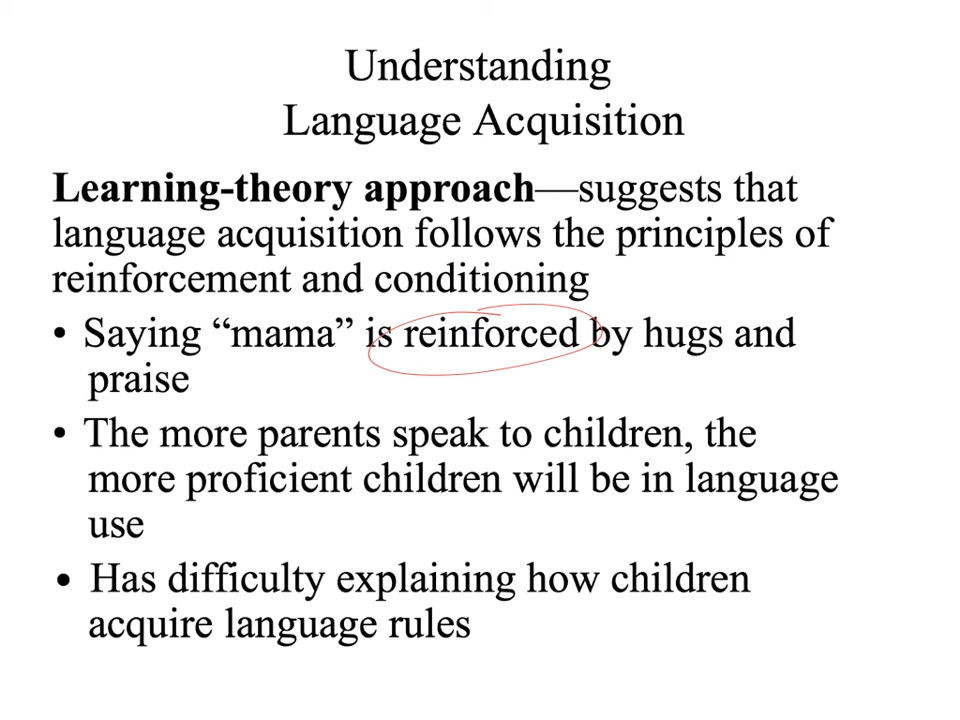 Understanding
Language Acquisition
Learning-theory approach—suggests that
language acquisition follows the principles of
reinforcement and conditioning
• Saying “mama” is reinforced by hugs and
praise
• The more parents speak to children, the
more proficient children will be in language
use
• Has difficulty explaining how children
acquire language rules